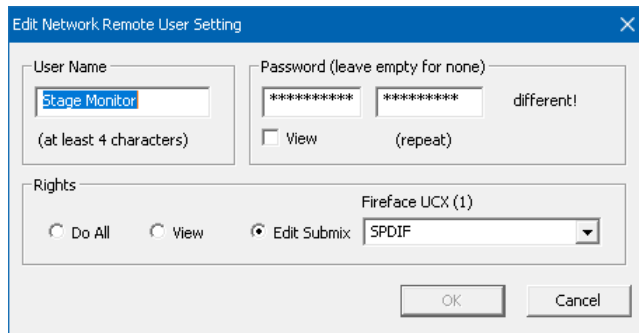 Edit Network Remote User Setting
User Name
Password (leave empty for none)
Stage Monitor
********** ********* different!
(at least 4 characters)
View (repeat)
Rights
Fireface UCX (1)
Do All View Edit Submix SPDIF
OK Cancel